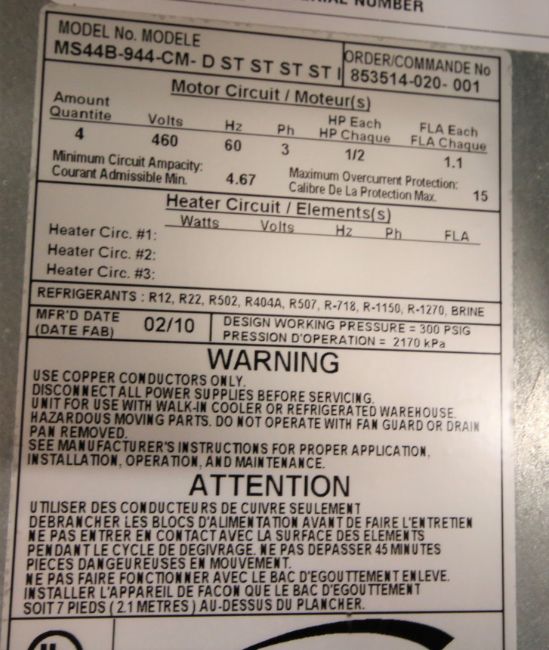 SERIAL NUMBER
MODEL No. MODELE
MS44B-944-CM- D ST ST ST ST I
ORDER/COMMANDE No
853514-020- 001
Motor Circuit / Moteur(s)
Amount Volts Hz Ph HP Each FLA Each
Quantite HP Chaque FLA Chaque
4 460 60 3 1/2 1.1
Minimum Circuit Ampacity: Maximum Overcurrent Protection:
Courant Admissible Min. 4.67 Calibre De La Protection Max. 15
Heater Circuit / Elements(s)
Watts Volts Hz Ph FLA
Heater Circ. #1:
Heater Circ. #2:
Heater Circ. #3:
REFRIGERANTS : R12, R22, R502, R404A, R507, R-718, R-1150, R-1270, BRINE
MFR'D DATE 02/10 DESIGN WORKING PRESSURE = 300 PSIG
(DATE FAB) PRESSION D'OPERATION = 2170 kPa
WARNING
USE COPPER CONDUCTORS ONLY.
DISCONNECT ALL POWER SUPPLIES BEFORE SERVICING.
UNIT FOR USE WITH WALK-IN COOLER OR REFRIGERATED WAREHOUSE.
HAZARDOUS MOVING PARTS. DO NOT OPERATE WITH FAN GUARD OR DRAIN
PAN REMOVED.
SEE MANUFACTURER'S INSTRUCTIONS FOR PROPER APPLICATION,
INSTALLATION, OPERATION, AND MAINTENANCE.
ATTENTION
UTILISER DES CONDUCTEURS DE CUIVRE SEULEMENT
DEBRANCHER LES BLOCS D'ALIMENTATION AVANT DE FAIRE L'ENTRETIEN
NE PAS ENTRER EN CONTACT AVEC LA SURFACE DES ELEMENTS
PENDANT LE CYCLE DE DEGIVRAGE. NE PAS DEPASSER 45 MINUTES
PIECES DANGEUREUSES EN MOUVEMENT.
NE PAS FAIRE FONCTIONNER AVEC LE BAC D'EGOUTTEMENT ENLEVE.
INSTALLER L'APPAREIL DE FACON QUE LE BAC D'EGOUTTEMENT
SOIT 7 PIEDS ( 2.1 METRES ) AU-DESSUS DU PLANCHER.